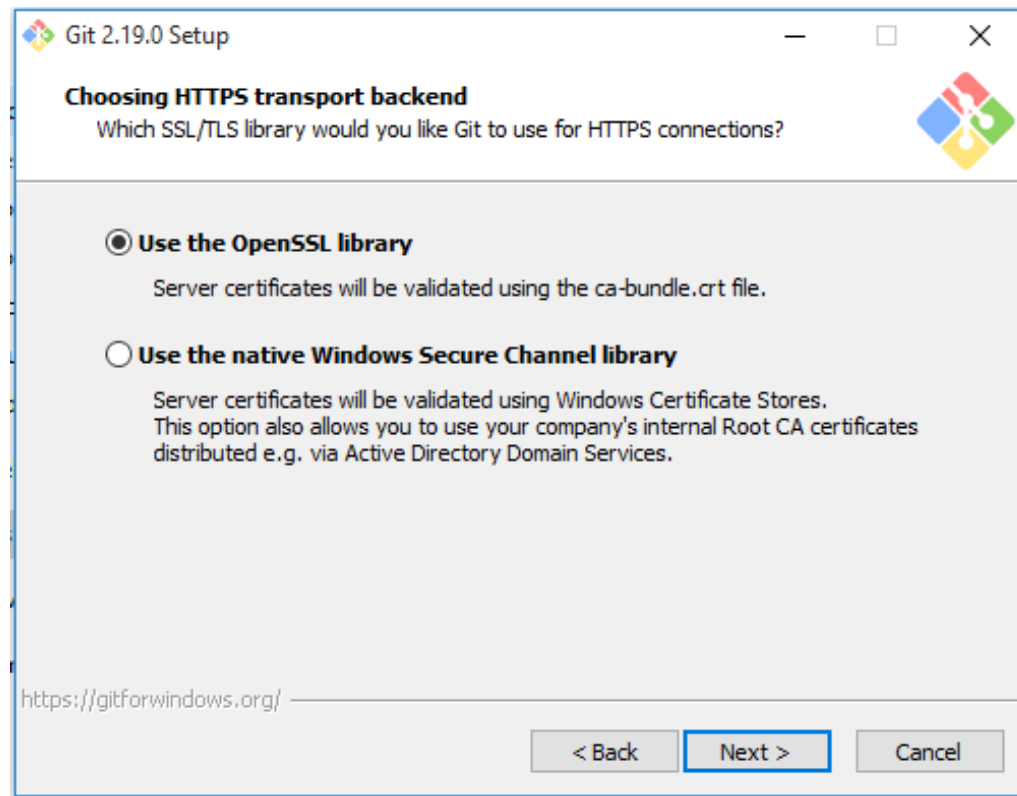 Git 2.19.0 Setup
Choosing HTTPS transport backend
Which SSL/TLS library would you like Git to use for HTTPS connections?
Use the OpenSSL library
Server certificates will be validated using the ca-bundle.crt file.
Use the native Windows Secure Channel library
Server certificates will be validated using Windows Certificate Stores.
This option also allows you to use your company's internal Root CA certificates
distributed e.g. via Active Directory Domain Services.
https://gitforwindows.org/
< Back Next > Cancel